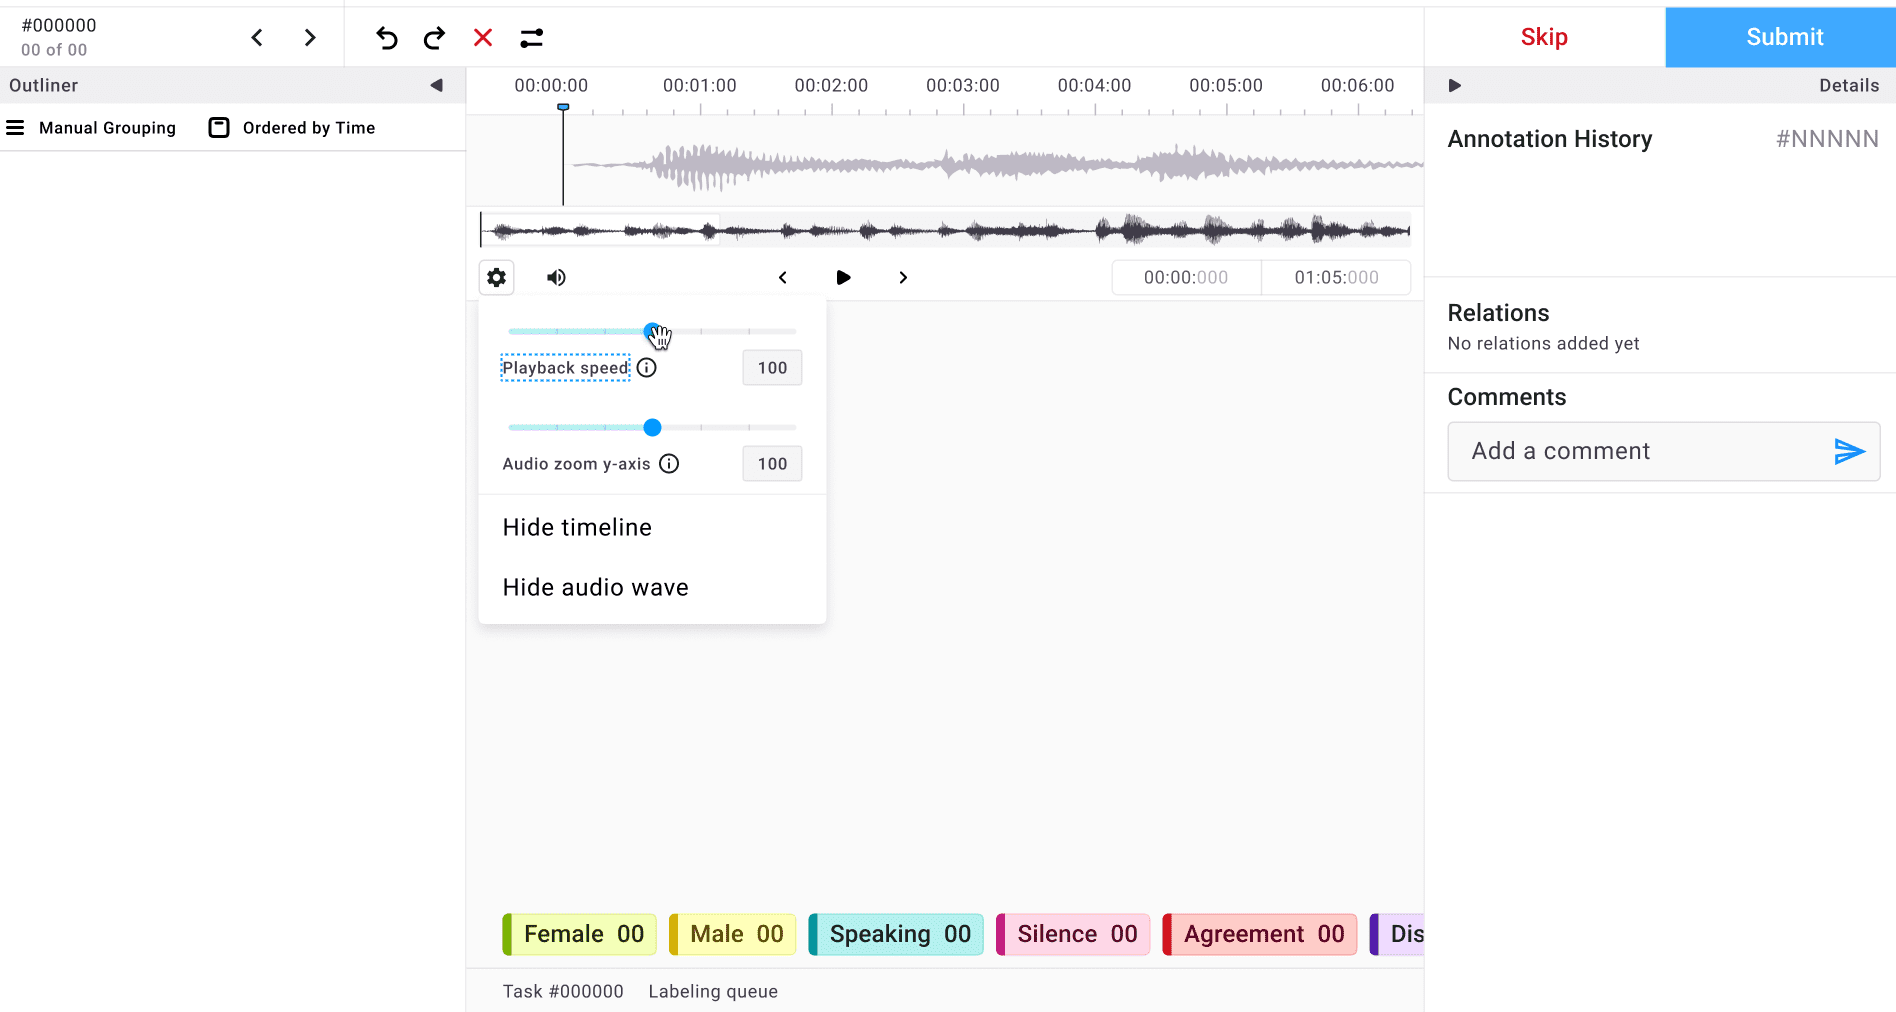 #000000
00 of 00
Skip
Submit
Outliner
00:00:00 00:01:00 00:02:00 00:03:00 00:04:00 00:05:00 00:06:00
Details
Manual Grouping Ordered by Time
Annotation History #NNNNN
00:00:000 01:05:000
Playback speed 100
Audio zoom y-axis 100
Hide timeline
Hide audio wave
Relations
No relations added yet
Comments
Add a comment
Female 00 Male 00 Speaking 00 Silence 00 Agreement 00 Dis
Task #000000 Labeling queue